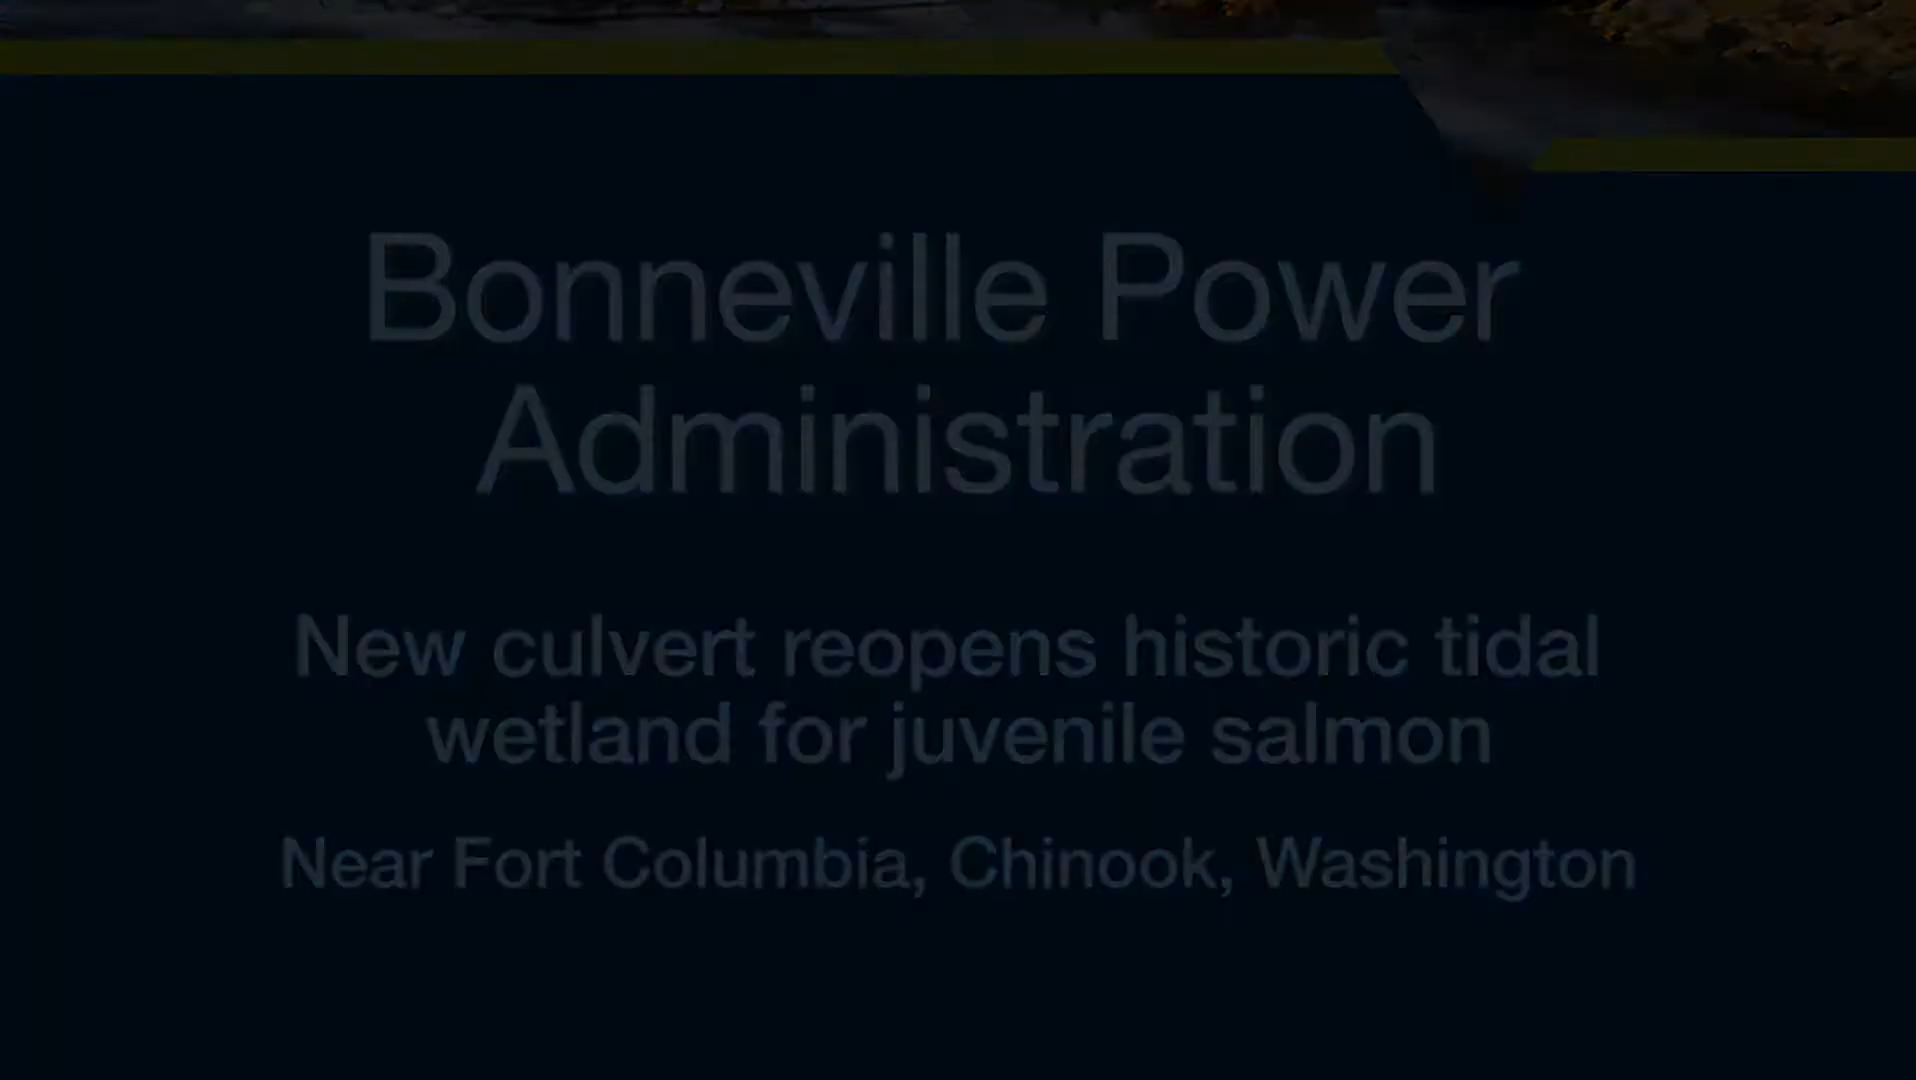 Bonneville Power
Administration
New culvert reopens historic tidal
wetland for juvenile salmon
Near Fort Columbia, Chinook, Washington